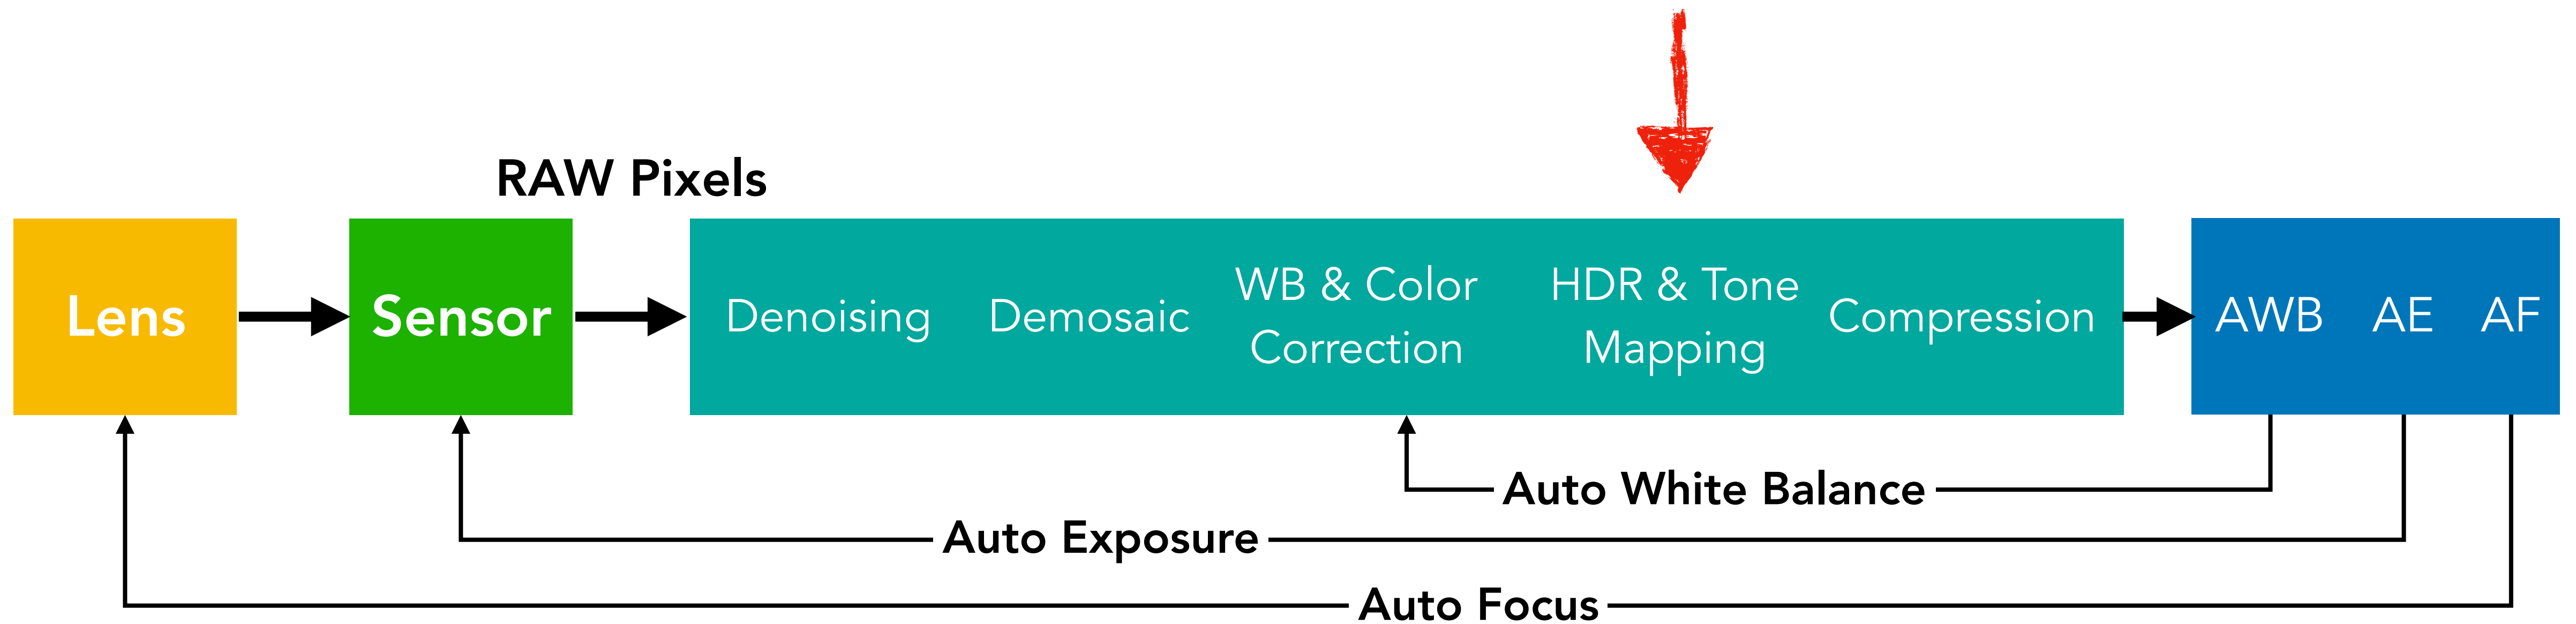 RAW Pixels
Lens
Sensor
Denoising
Demosaic
WB & Color
Correction
HDR & Tone
Mapping
Compression
AWB
AE
AF
Auto White Balance
Auto Exposure
Auto Focus